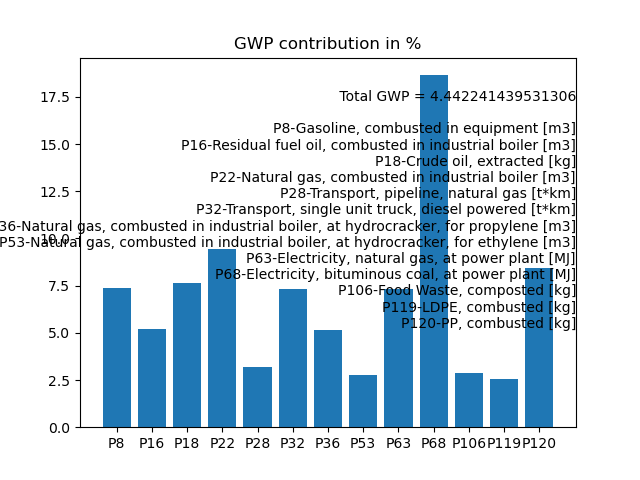 GWP contribution in %
17.5
Total GWP = 4.442241439531306
P8-Gasoline, combusted in equipment [m3]
15.0
P16-Residual fuel oil, combusted in industrial boiler [m3]
P18-Crude oil, extracted [kg]
P22-Natural gas, combusted in industrial boiler [m3]
12.5
P28-Transport, pipeline, natural gas [t*km]
P32-Transport, single unit truck, diesel powered [t*km]
36-Natural gas, combusted in industrial boiler, at hydrocracker, for propylene [m3]
10.0
P53-Natural gas, combusted in industrial boiler, at hydrocracker, for ethylene [m3]
P63-Electricity, natural gas, at power plant [MJ]
P68-Electricity, bituminous coal, at power plant [MJ]
7.5
P106-Food Waste, composted [kg]
P119-LDPE, combusted [kg]
P120-PP, combusted [kg]
5.0
2.5
0.0
P8 P16 P18 P22 P28 P32 P36 P53 P63 P68 P106 P119 P120